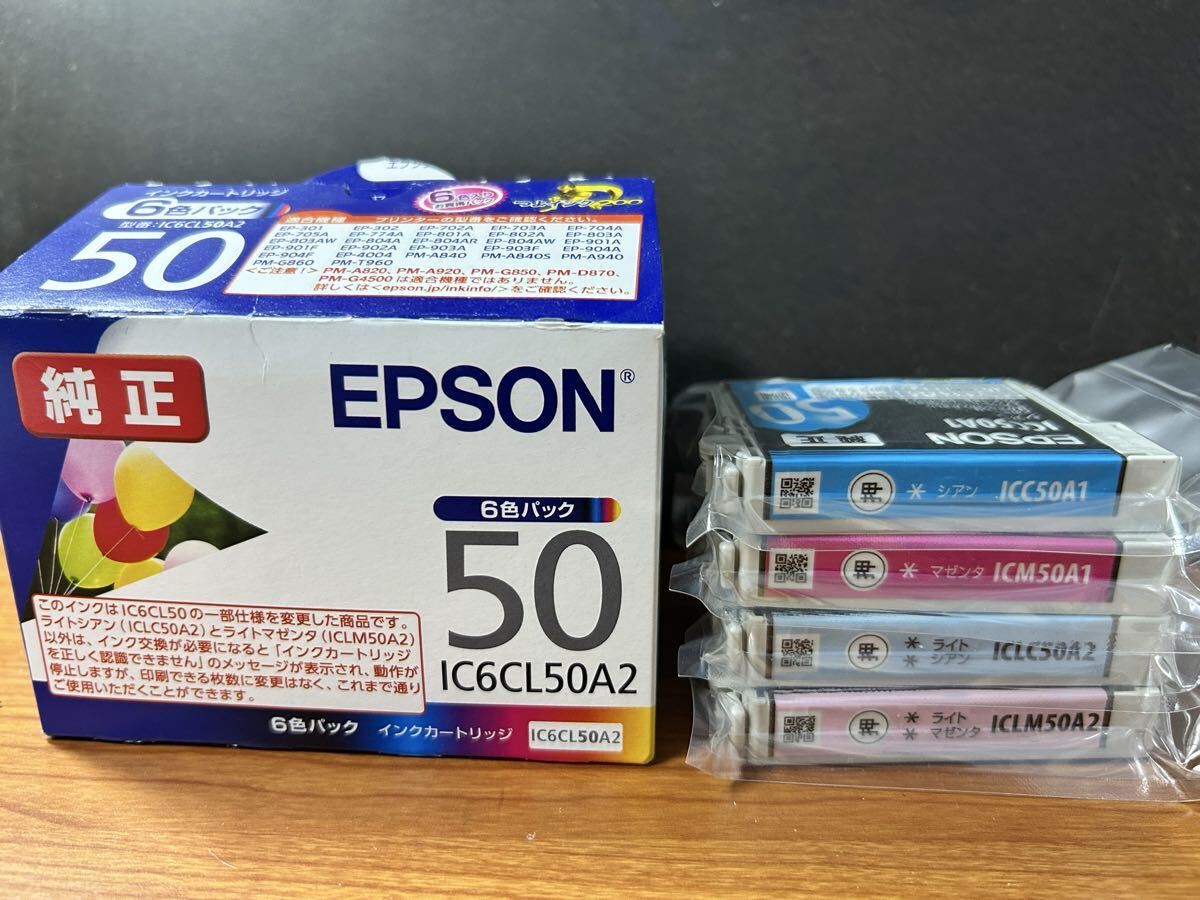 インクカートリッジ
6色パック
型番:IC6CL50A2
50
6色入り
お買得パック
適合機種 プリンターの型番をご確認ください。
EP-301 EP-302 EP-702A EP-703A EP-704A
EP-705A EP-774A EP-801A EP-802A EP-803A
EP-803AW EP-804A EP-804AR EP-804AW EP-901A
EP-901F EP-902A EP-903A EP-903F EP-904A
EP-904F EP-4004 PM-A840 PM-A840S PM-A940
PM-G860 PM-T960
<ご注意!> PM-A820、PM-A920、PM-G850、PM-D870、
PM-G4500 は適合機種ではありません。
詳しくは<epson.jp/inkinfo/>をご確認ください。
純正
EPSON®
6色パック
50
IC6CL50A2
このインクはIC6CL50の一部仕様を変更した商品です。
ライトシアン(ICLC50A2)とライトマゼンタ(ICLM50A2)
以外は、インク交換が必要になると「インクカートリッジ
を正しく認識できません」のメッセージが表示され、動作が
停止しますが、印刷できる枚数に変更はなく、これまで通り
ご使用いただくことができます。
6色パック インクカートリッジ IC6CL50A2
50
純正
EPSON
ICC50A1
押 * シアン ICC50A1
押 * マゼンタ ICM50A1
押 * ライト * シアン ICLC50A2
押 * ライト * マゼンタ ICLM50A2